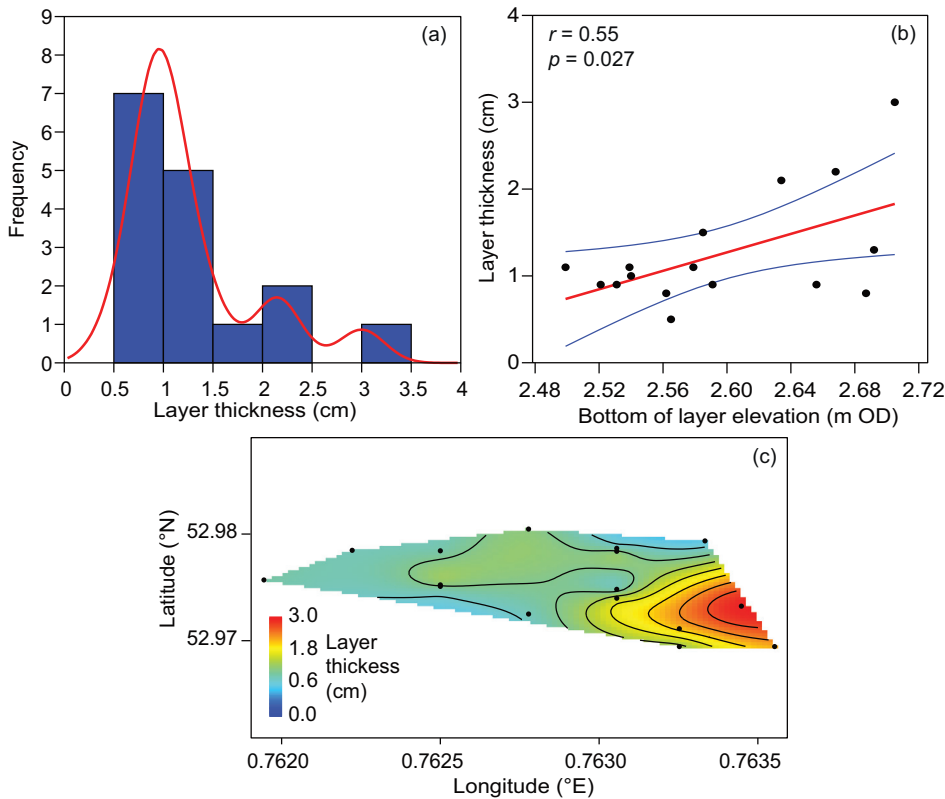 (a)
9
8
7
6
5
4
3
2
1
0
Frequency
0 0.5 1 1.5 2 2.5 3 3.5 4
Layer thickness (cm)
(b)
r = 0.55
p = 0.027
4
3
2
1
0
Layer thickness (cm)
2.48 2.52 2.56 2.60 2.64 2.68 2.72
Bottom of layer elevation (m OD)
(c)
52.98
52.97
Latitude (°N)
3.0
1.8
0.6
0.0
Layer
thickess
(cm)
0.7620 0.7625 0.7630 0.7635
Longitude (°E)